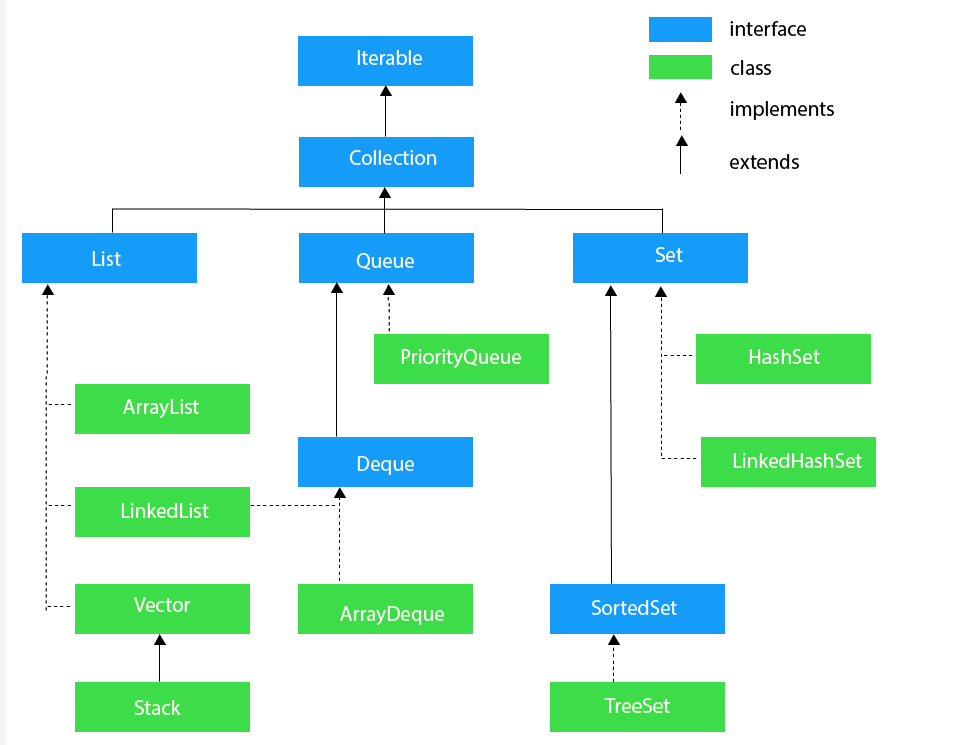 interface
Iterable
class
implements
Collection
extends
List
Queue
Set
PriorityQueue
HashSet
ArrayList
Deque
LinkedHashSet
LinkedList
Vector
ArrayDeque
SortedSet
Stack
TreeSet